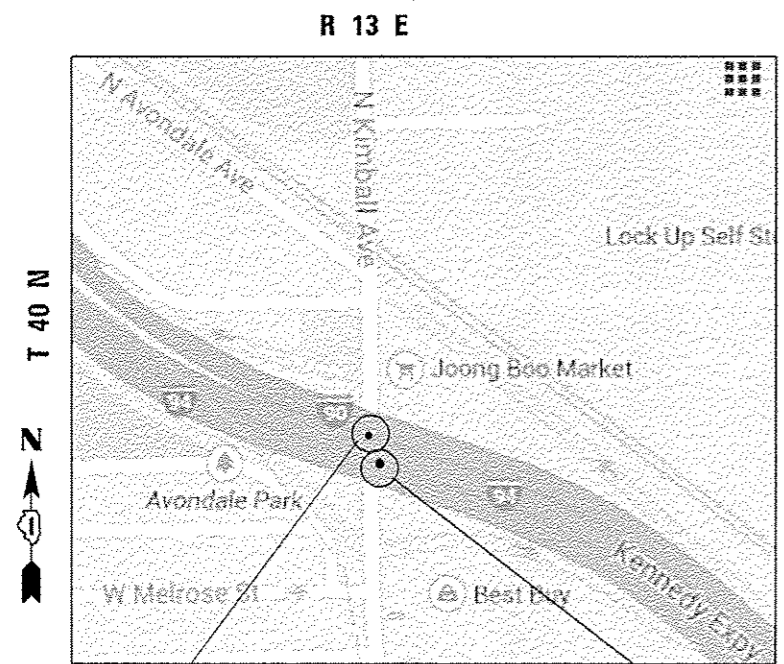 R 13 E
T 40 N
N
N Avondale Ave
N Kimball Ave
Lock Up Self St
Joong Boo Market
94
90
Avondale Park
94
W Melrose St
Best Buy
Kennedy Expy